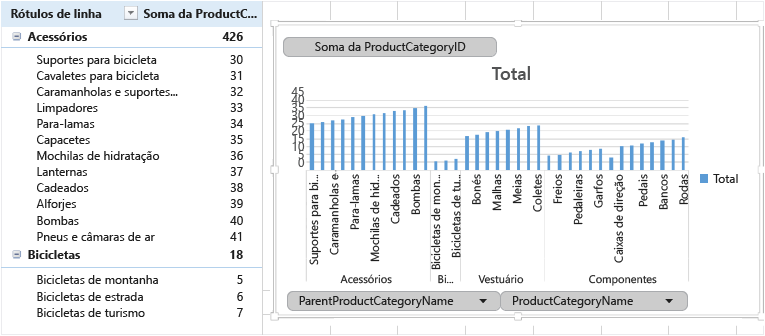 Rótulos de linha Soma da ProductC...
Acessórios 426
Suportes para bicicleta 30
Cavaletes para bicicleta 31
Caramanholas e suportes... 32
Limpadores 33
Para-lamas 34
Capacetes 35
Mochilas de hidratação 36
Lanternas 37
Cadeados 38
Alforjes 39
Bombas 40
Pneus e câmaras de ar 41
Bicicletas 18
Bicicletas de montanha 5
Bicicletas de estrada 6
Bicicletas de turismo 7
Soma da ProductCategoryID
Total
45
40
35
30
25
20
15
10
5
0
Suportes para bi...
Caramanholas e
Para-lamas
Mochilas de hid...
Cadeados
Bombas
Bicicletas de mon...
Bicicletas de tu...
Bonés
Malhas
Meias
Coletes
Freios
Pedaleiras
Garfos
Caixas de direção
Pedais
Bancos
Rodas
Acessórios Bi... Vestuário Componentes
Total
ParentProductCategoryName ProductCategoryName